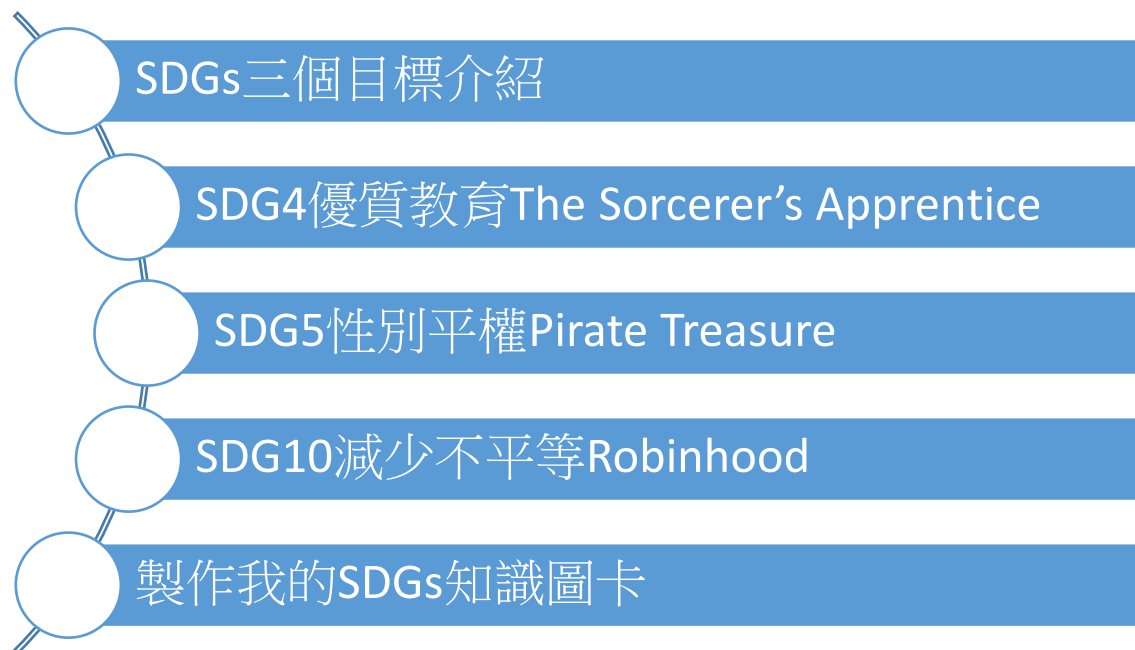 SDGs三個目標介紹
SDG4優質教育The Sorcerer’s Apprentice
SDG5性別平權Pirate Treasure
SDG10減少不平等Robinhood
製作我的SDGs知識圖卡